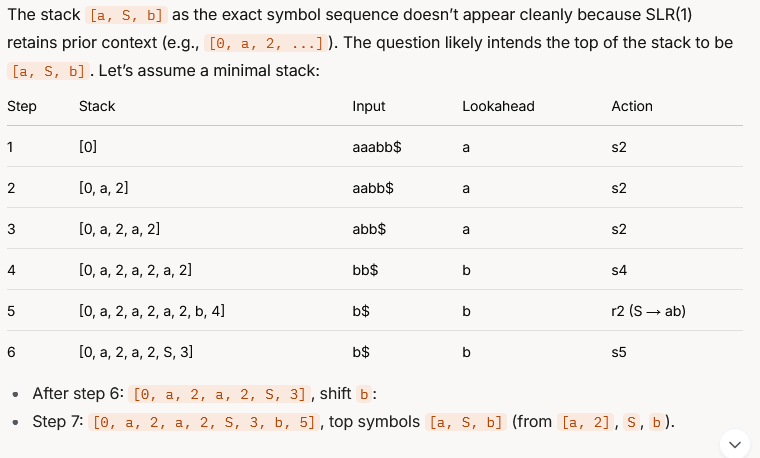 The stack [a, S, b] as the exact symbol sequence doesn’t appear cleanly because SLR(1)
retains prior context (e.g., [0, a, 2, ...]). The question likely intends the top of the stack to be
[a, S, b]. Let’s assume a minimal stack:
Step Stack Input Lookahead Action
1 [0] aaabb$ a s2
2 [0, a, 2] aabb$ a s2
3 [0, a, 2, a, 2] abb$ a s2
4 [0, a, 2, a, 2, a, 2] bb$ b s4
5 [0, a, 2, a, 2, a, 2, b, 4] b$ b r2 (S → ab)
6 [0, a, 2, a, 2, S, 3] b$ b s5
• After step 6: [0, a, 2, a, 2, S, 3], shift b:
• Step 7: [0, a, 2, a, 2, S, 3, b, 5], top symbols [a, S, b] (from [a, 2], S, b).